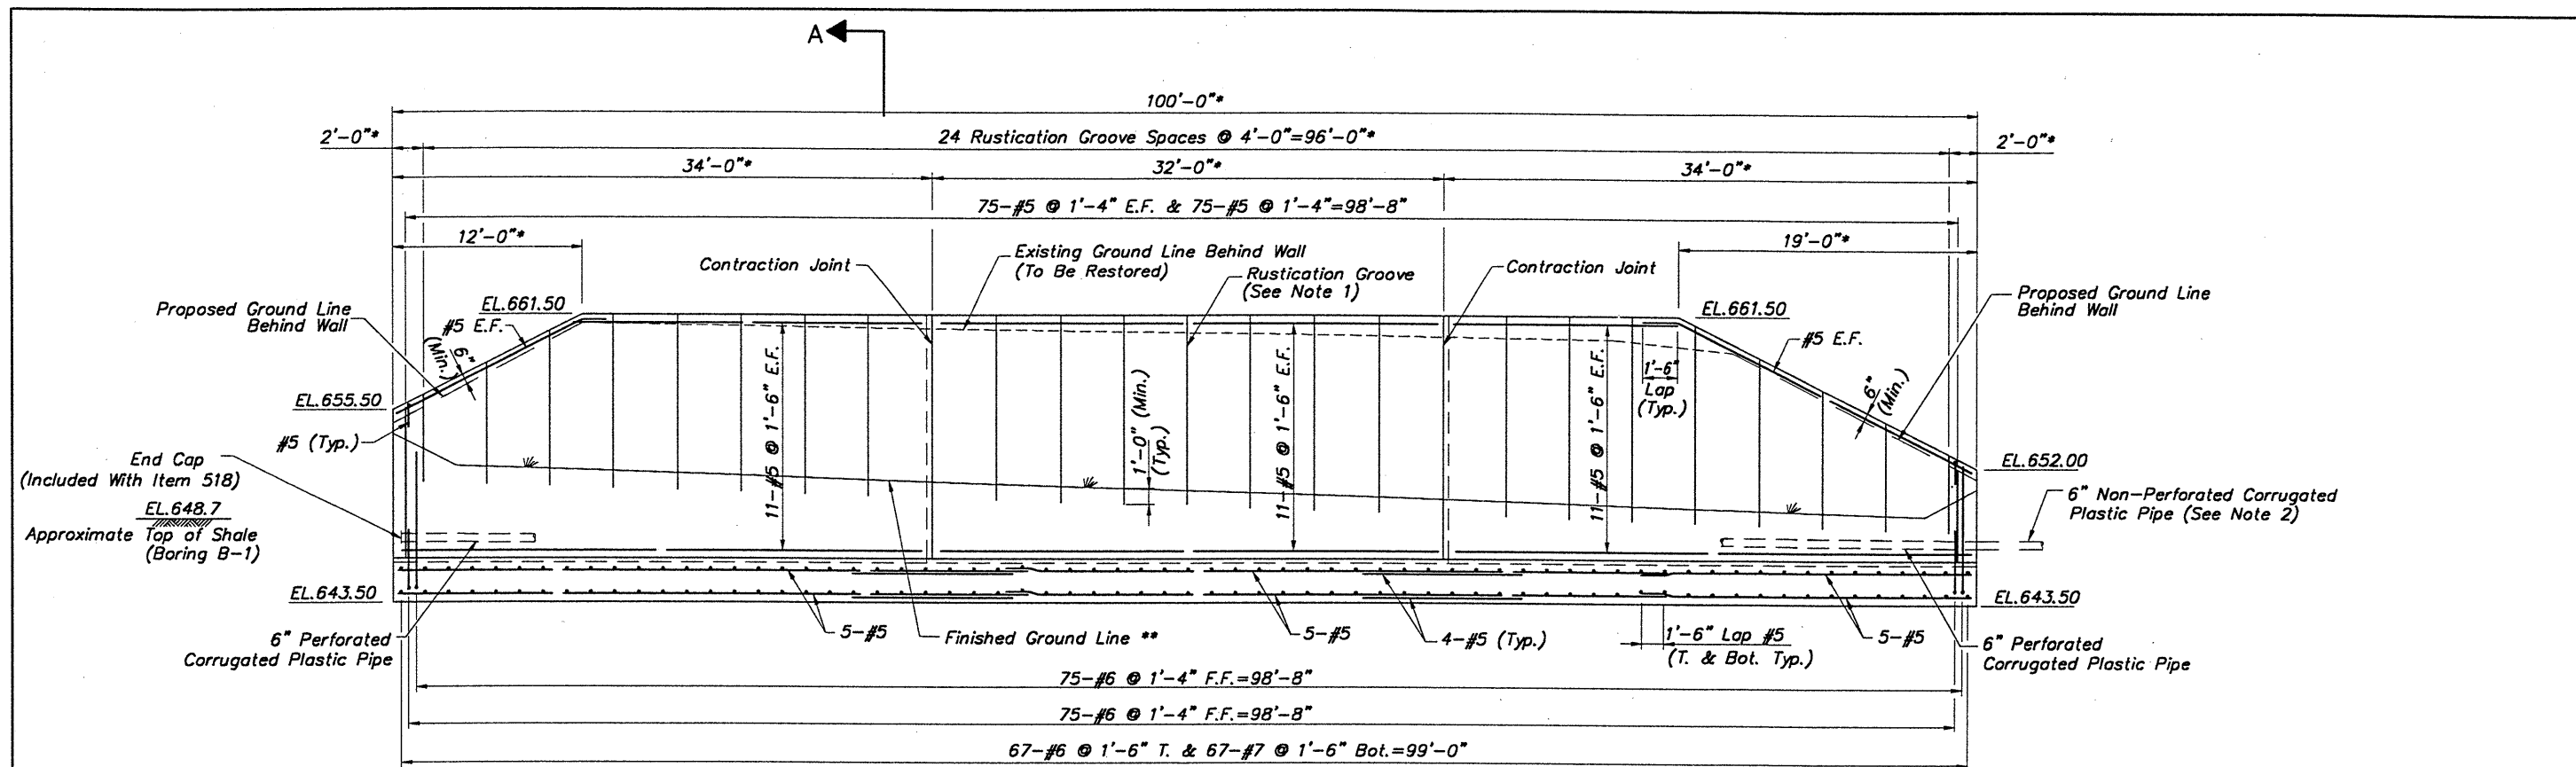 A
100'-0"*
2'-0"*
24 Rustication Groove Spaces @ 4'-0"=96'-0"*
2'-0"*
34'-0"*
32'-0"*
34'-0"*
75-#5 @ 1'-4" E.F. & 75-#5 @ 1'-4"=98'-8"
12'-0"*
19'-0"*
Contraction Joint
Existing Ground Line Behind Wall
(To Be Restored)
Rustication Groove
(See Note 1)
Contraction Joint
Proposed Ground Line
Behind Wall
EL.661.50
#5 E.F.
6"
(Min.)
EL.661.50
Proposed Ground Line
Behind Wall
#5 E.F.
6"
(Min.)
EL.655.50
#5 (Typ.)
11-#5 @ 1'-6" E.F.
1'-0" (Min.)
(Typ.)
11-#5 @ 1'-6" E.F.
11-#5 @ 1'-6" E.F.
1'-6"
Lap
(Typ.)
End Cap
(Included With Item 518)
EL.648.7
Approximate Top of Shale
(Boring B-1)
EL.652.00
6" Non-Perforated Corrugated
Plastic Pipe (See Note 2)
EL.643.50
EL.643.50
6" Perforated
Corrugated Plastic Pipe
5-#5
Finished Ground Line **
5-#5
4-#5 (Typ.)
1'-6" Lap #5
(T. & Bot. Typ.)
5-#5
6" Perforated
Corrugated Plastic Pipe
75-#6 @ 1'-4" F.F.=98'-8"
75-#6 @ 1'-4" F.F.=98'-8"
67-#6 @ 1'-6" T. & 67-#7 @ 1'-6" Bot.=99'-0"